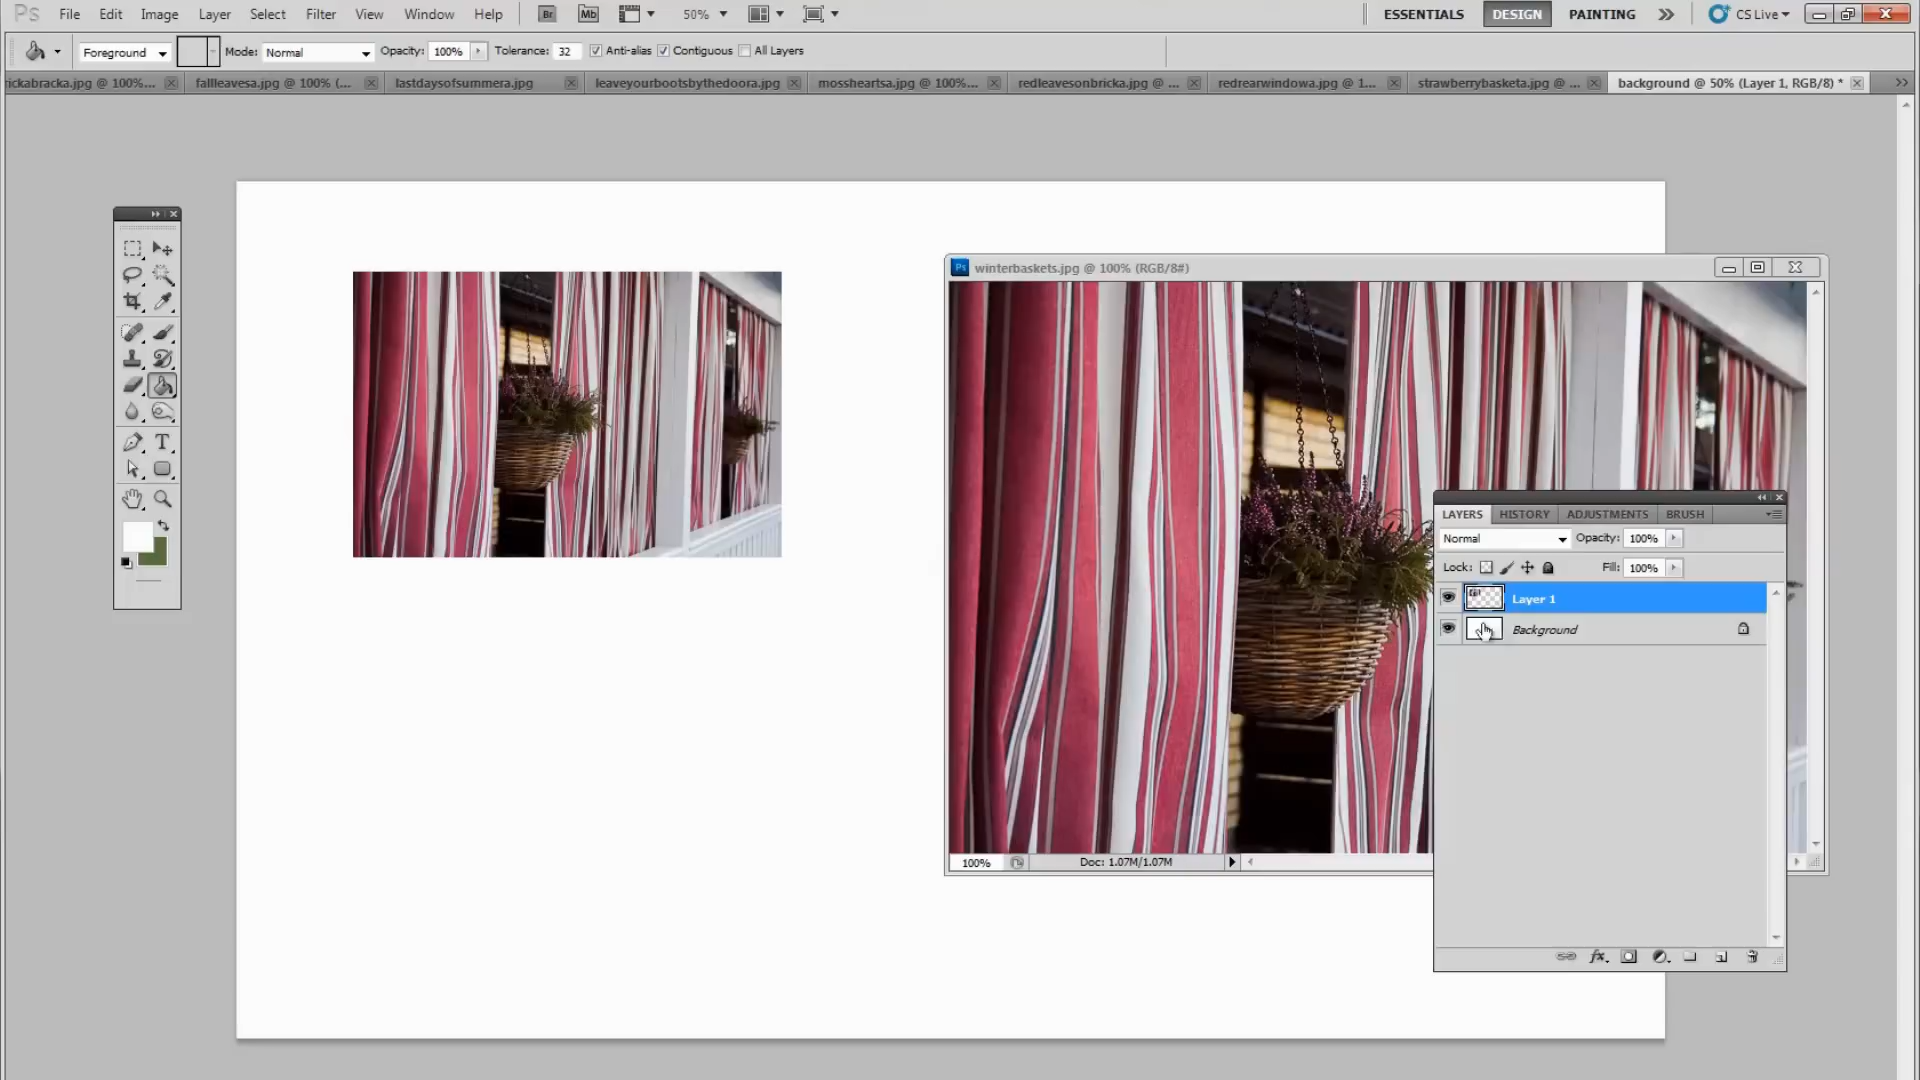 Ps File Edit Image Layer Select Filter View Window Help Br Mb 50% ESSENTIALS DESIGN PAINTING CS Live
Foreground Mode: Normal Opacity: 100% Tolerance: 32 Anti-alias Contiguous All Layers
rickabracka.jpg @ 100%... fallleavesa.jpg @ 100% (... lastdaysofsummera.jpg leaveyourbootsbythedoora.jpg mossheartsa.jpg @ 100%... redleavesonbricka.jpg @ ... redrearwindowa.jpg @ 1... strawberrybasketa.jpg @ ... background @ 50% (Layer 1, RGB/8) *
Ps winterbaskets.jpg @ 100% (RGB/8#)
T
LAYERS HISTORY ADJUSTMENTS BRUSH
Normal Opacity: 100%
Lock: Fill: 100%
Layer 1
Background
100% Doc: 1.07M/1.07M
fx